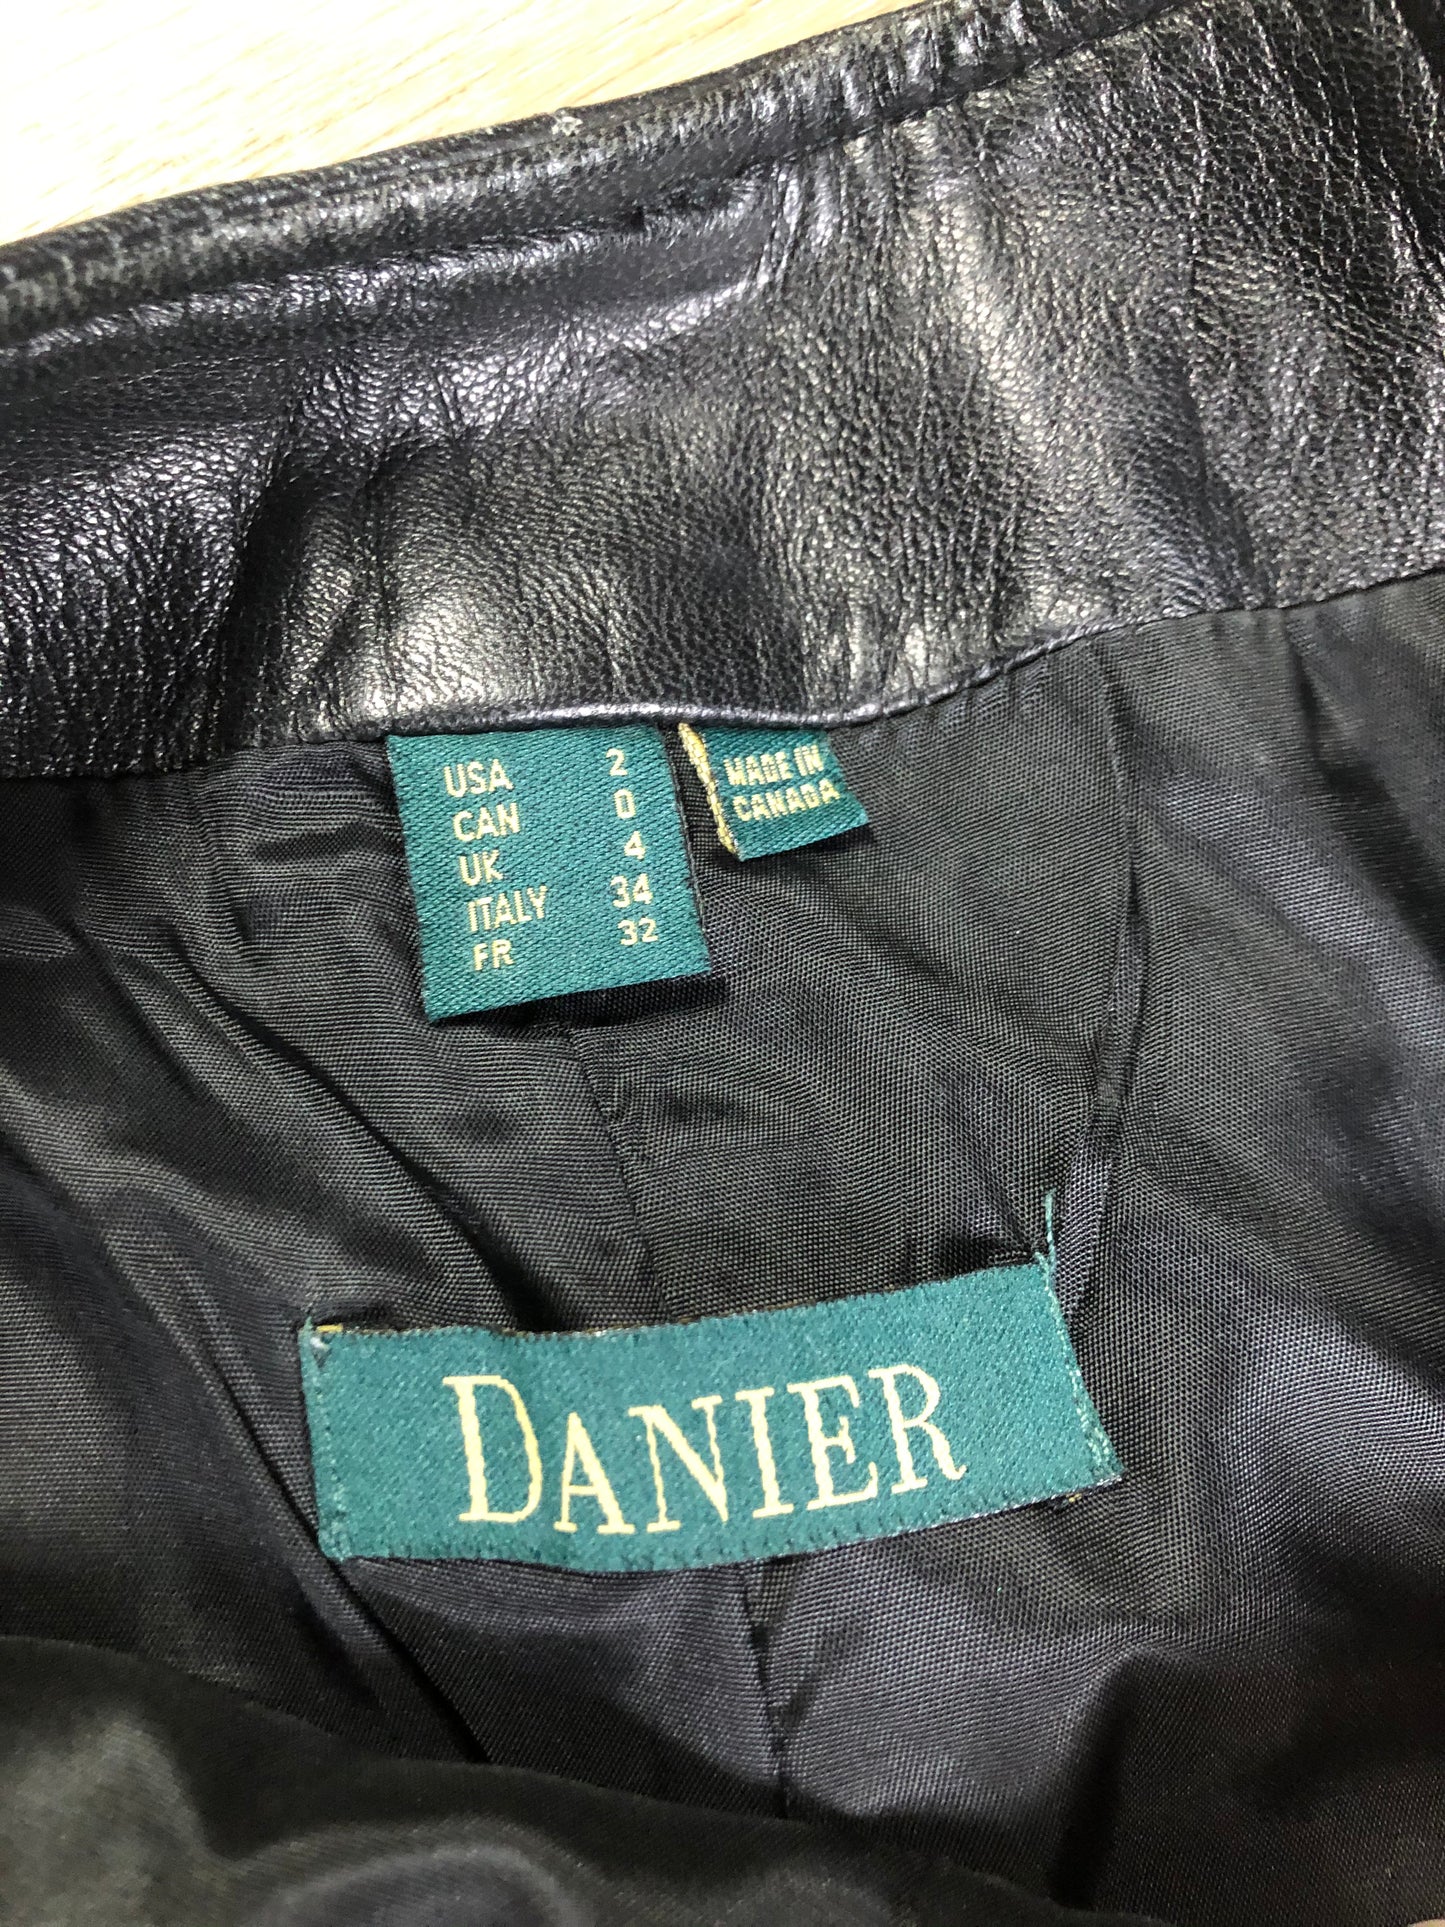 USA 2
CAN 0
UK 4
ITALY 34
FR 32
MADE IN
CANADA
DANIER